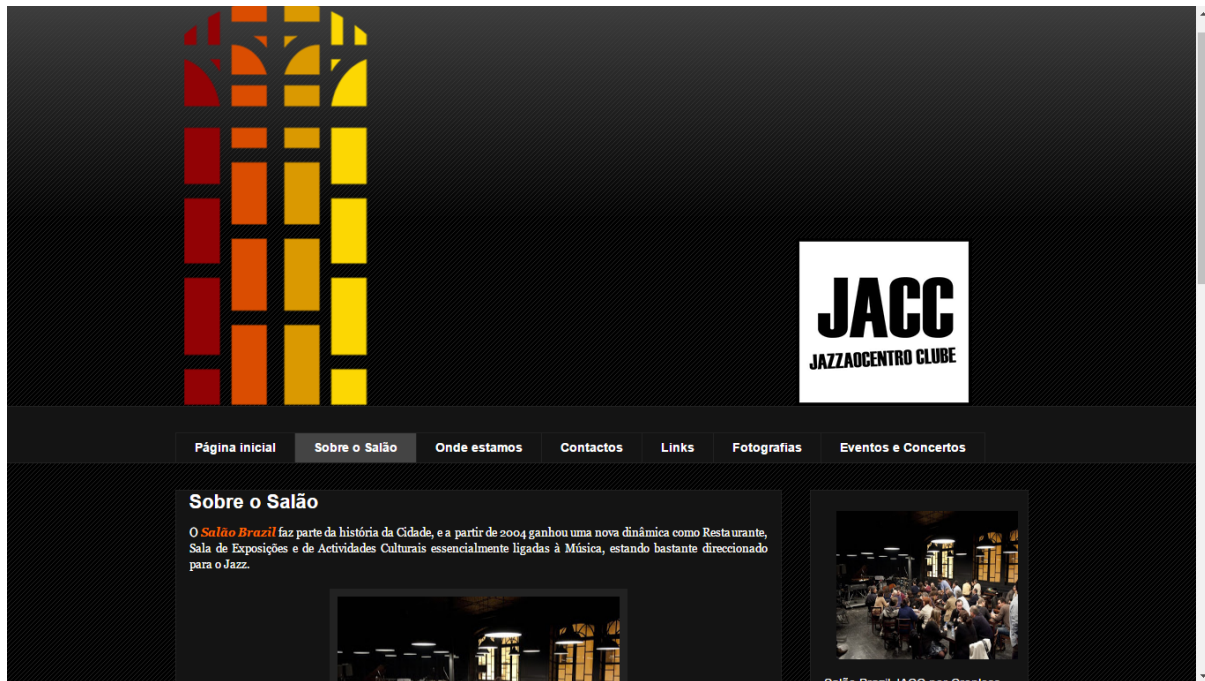 JACC
JAZZAOCENTRO CLUBE
Página inicial
Sobre o Salão
Onde estamos
Contactos
Links
Fotografias
Eventos e Concertos
Sobre o Salão
O Salão Brazil faz parte da história da Cidade, e a partir de 2004 ganhou uma nova dinâmica como Restaurante,
Sala de Exposições e de Actividades Culturais essencialmente ligadas à Música, estando bastante direccionado
para o Jazz.